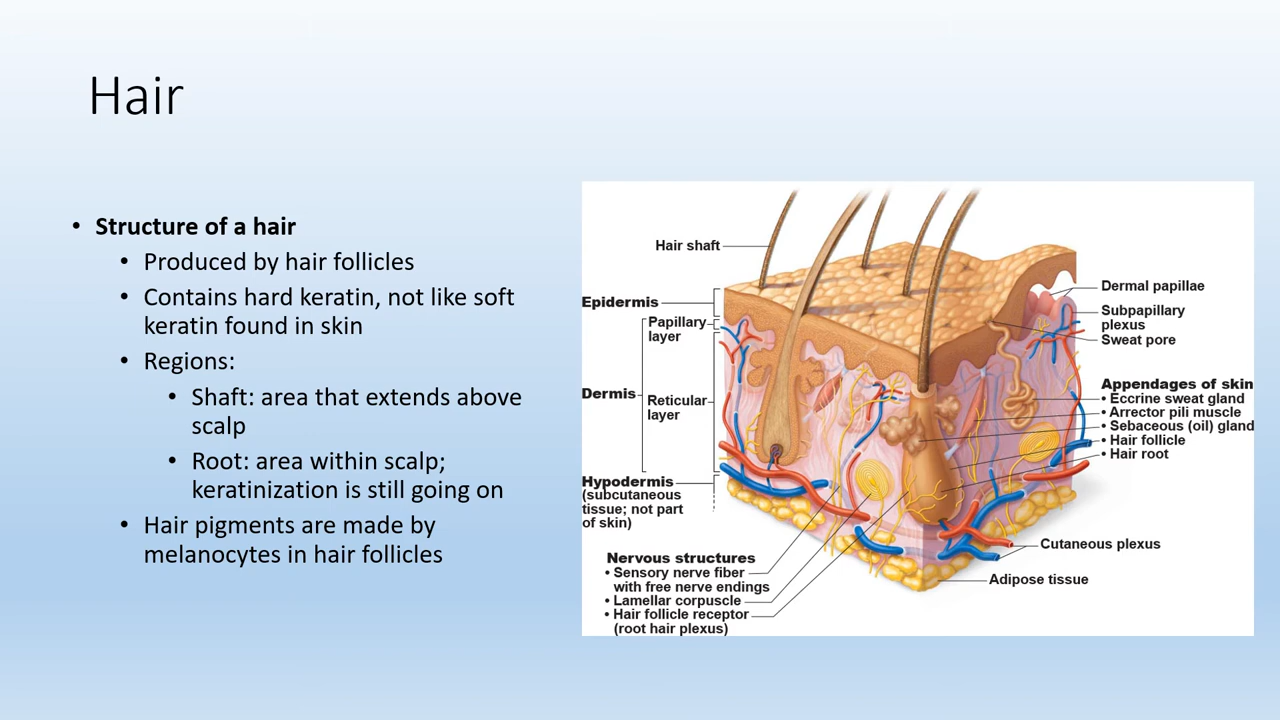 Hair
• Structure of a hair
• Produced by hair follicles
• Contains hard keratin, not like soft
keratin found in skin
• Regions:
• Shaft: area that extends above
scalp
• Root: area within scalp;
keratinization is still going on
• Hair pigments are made by
melanocytes in hair follicles
Hair shaft
Epidermis
Papillary
layer
Dermis
Reticular
layer
Hypodermis
(subcutaneous
tissue; not part
of skin)
Nervous structures
• Sensory nerve fiber
with free nerve endings
• Lamellar corpuscle
• Hair follicle receptor
(root hair plexus)
Dermal papillae
Subpapillary
plexus
Sweat pore
Appendages of skin
• Eccrine sweat gland
• Arrector pili muscle
• Sebaceous (oil) gland
• Hair follicle
• Hair root
Cutaneous plexus
Adipose tissue